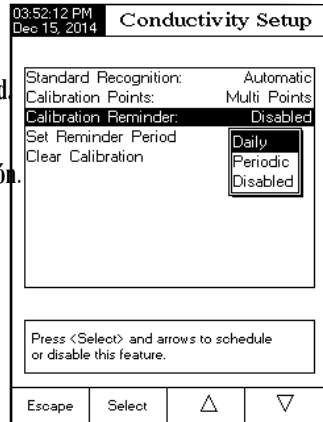 03:52:12 PM
Dec 15, 2014
Conductivity Setup
d.
Standard Recognition: Automatic
Calibration Points: Multi Points
Calibration Reminder: Disabled
Set Reminder Period
Daily
Clear Calibration
Periodic
ón.
Disabled
Press <Select> and arrows to schedule
or disable this feature.
Escape Select △ ▽